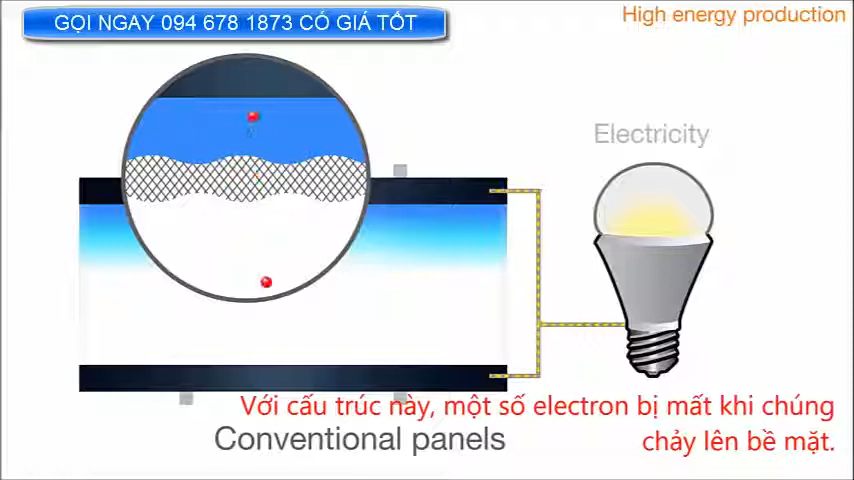 GỌI NGAY 094 678 1873 CÓ GIÁ TỐT
High energy production
Electricity
Với cấu trúc này, một số electron bị mất khi chúng
chảy lên bề mặt.
Conventional panels